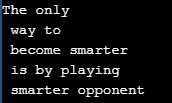 The only
way to
become smarter
is by playing
smarter opponent